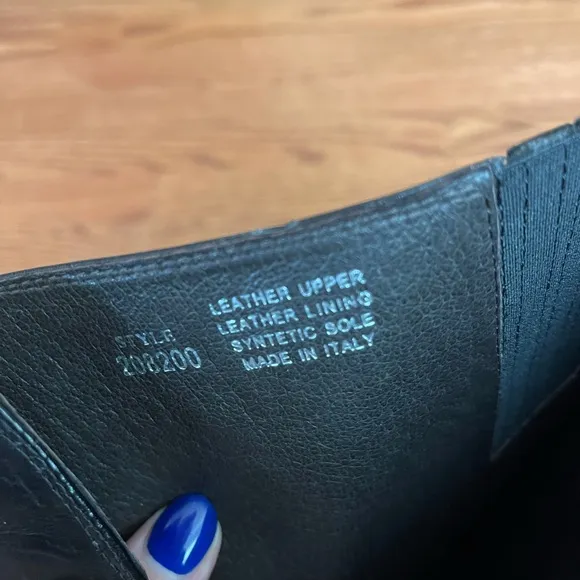 STYLE
208200
LEATHER UPPER
LEATHER LINING
SYNTETIC SOLE
MADE IN ITALY